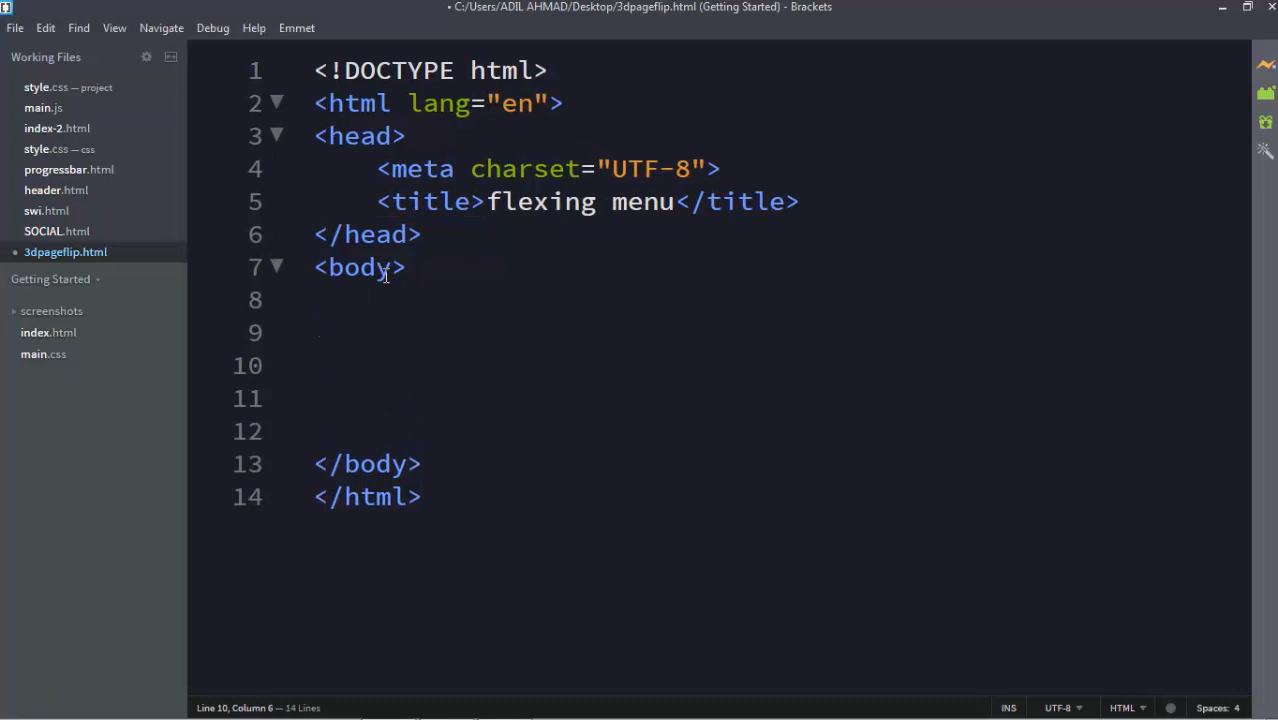 • C:/Users/ADIL AHMAD/Desktop/3dpageflip.html (Getting Started) - Brackets
File Edit Find View Navigate Debug Help Emmet
Working Files
style.css — project
main.js
index-2.html
style.css — css
progressbar.html
header.html
swi.html
SOCIAL.html
3dpageflip.html
Getting Started
screenshots
index.html
main.css
1 <!DOCTYPE html>
2 <html lang="en">
3 <head>
4 <meta charset="UTF-8">
5 <title>flexing menu</title>
6 </head>
7 <body>
8
9
10
11
12
13 </body>
14 </html>
Line 10, Column 6 — 14 Lines
INS UTF-8 HTML Spaces: 4